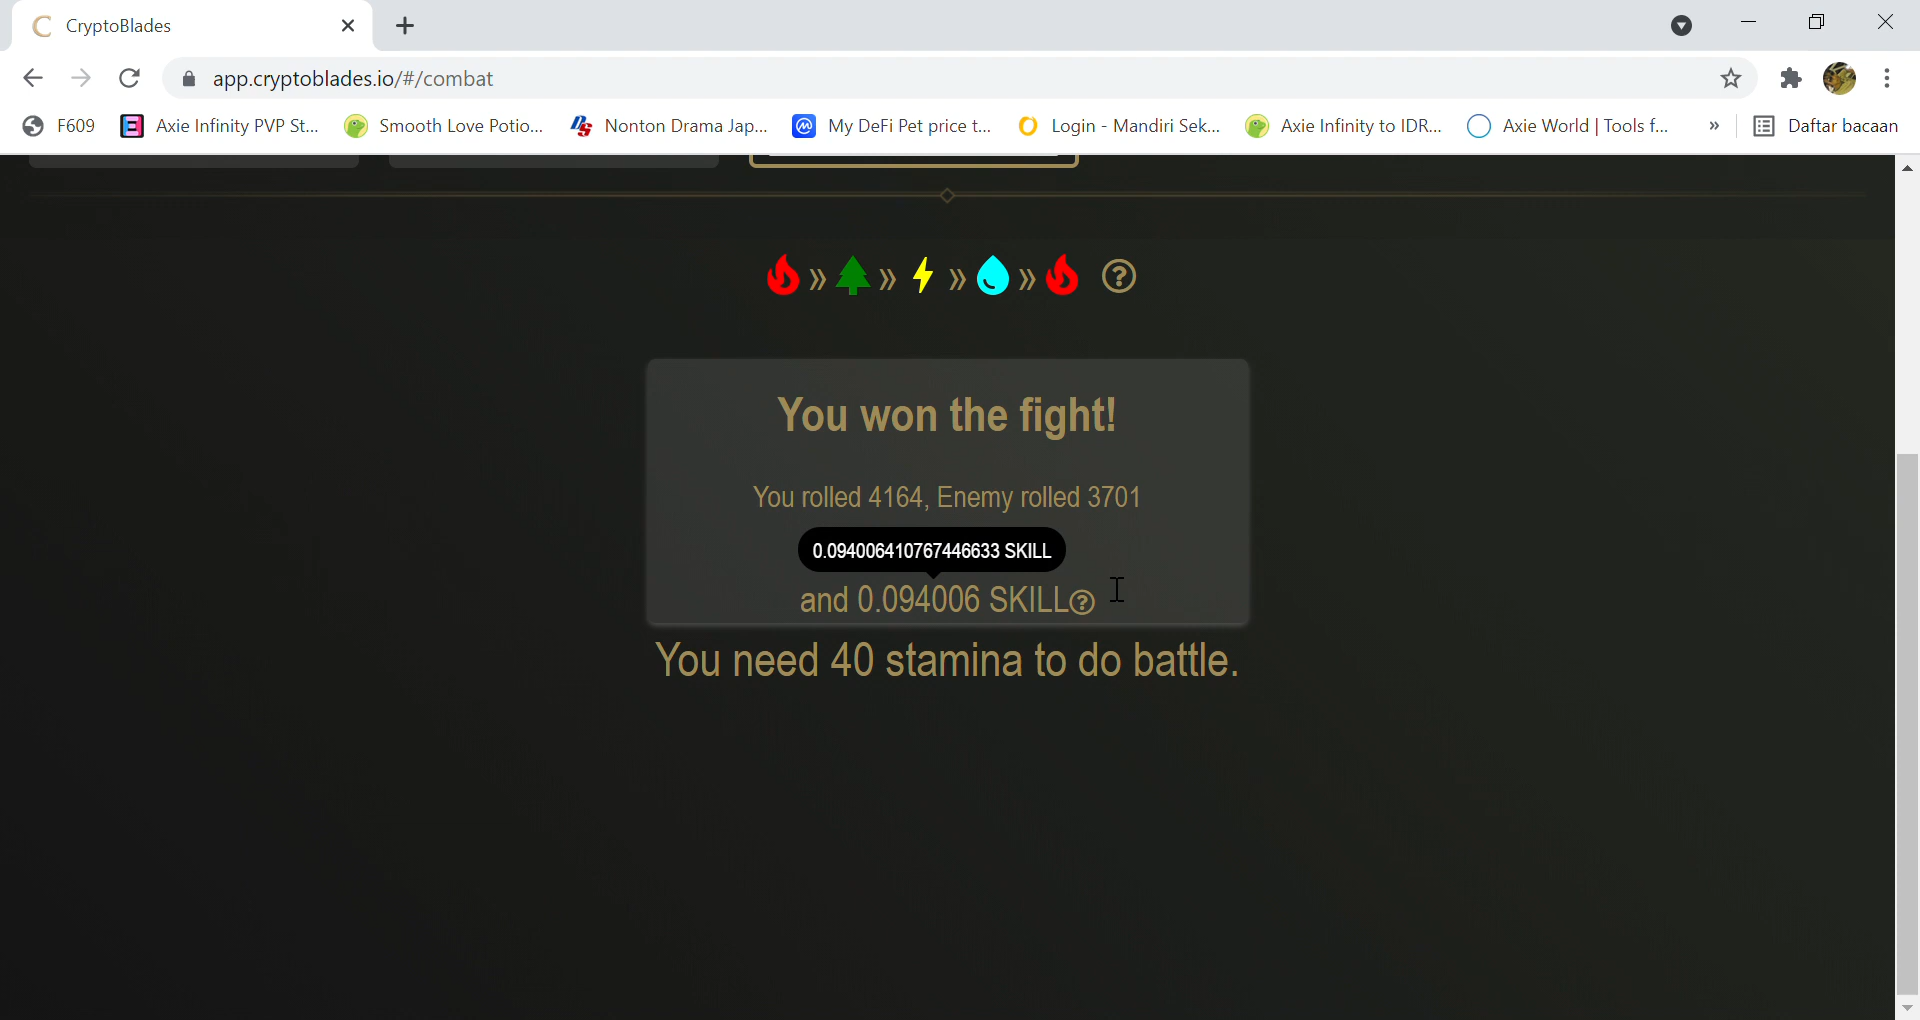 CryptoBlades
app.cryptoblades.io/#/combat
F609
Axie Infinity PVP St...
Smooth Love Potio...
Nonton Drama Jap...
My DeFi Pet price t...
Login - Mandiri Sek...
Axie Infinity to IDR...
Axie World | Tools f...
»
Daftar bacaan
You won the fight!
You rolled 4164, Enemy rolled 3701
0.094006410767446633 SKILL
and 0.094006 SKILL?
You need 40 stamina to do battle.